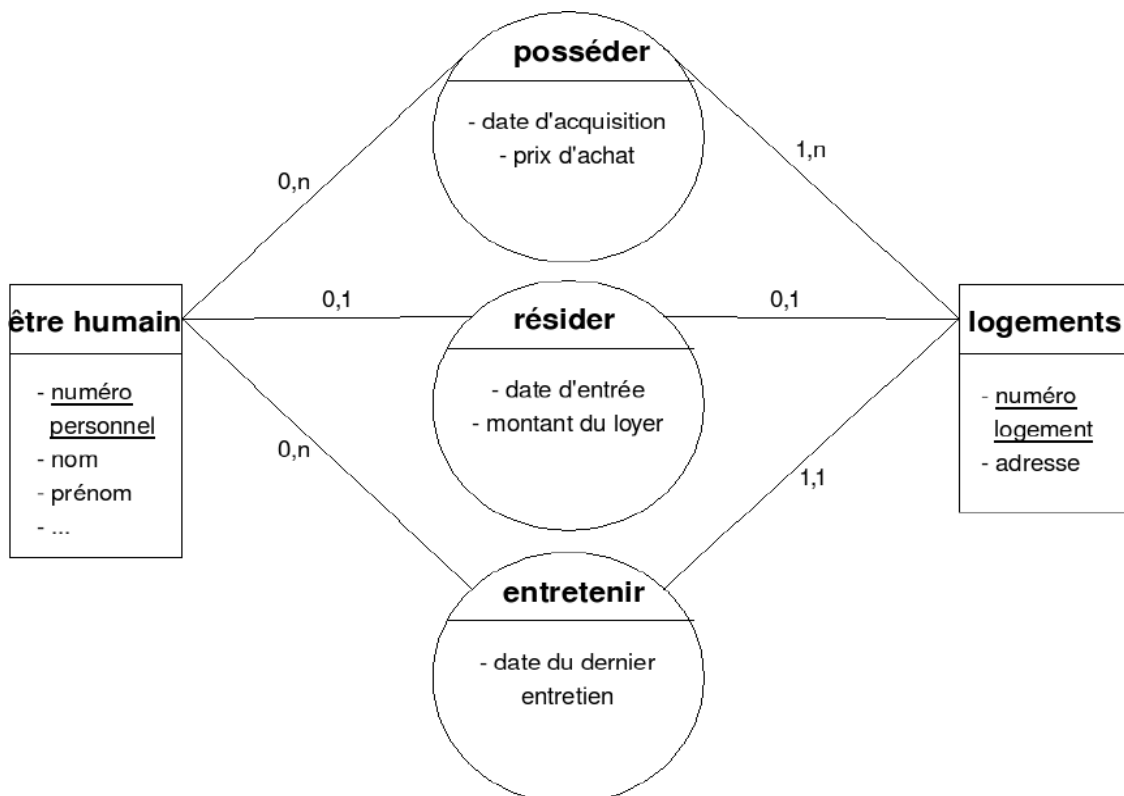 posséder
- date d'acquisition
- prix d'achat
0,n
1,n
être humain
- numéro
personnel
- nom
- prénom
- ...
0,1
résider
0,1
- date d'entrée
- montant du loyer
logements
- numéro
logement
- adresse
0,n
1,1
entretenir
- date du dernier
entretien